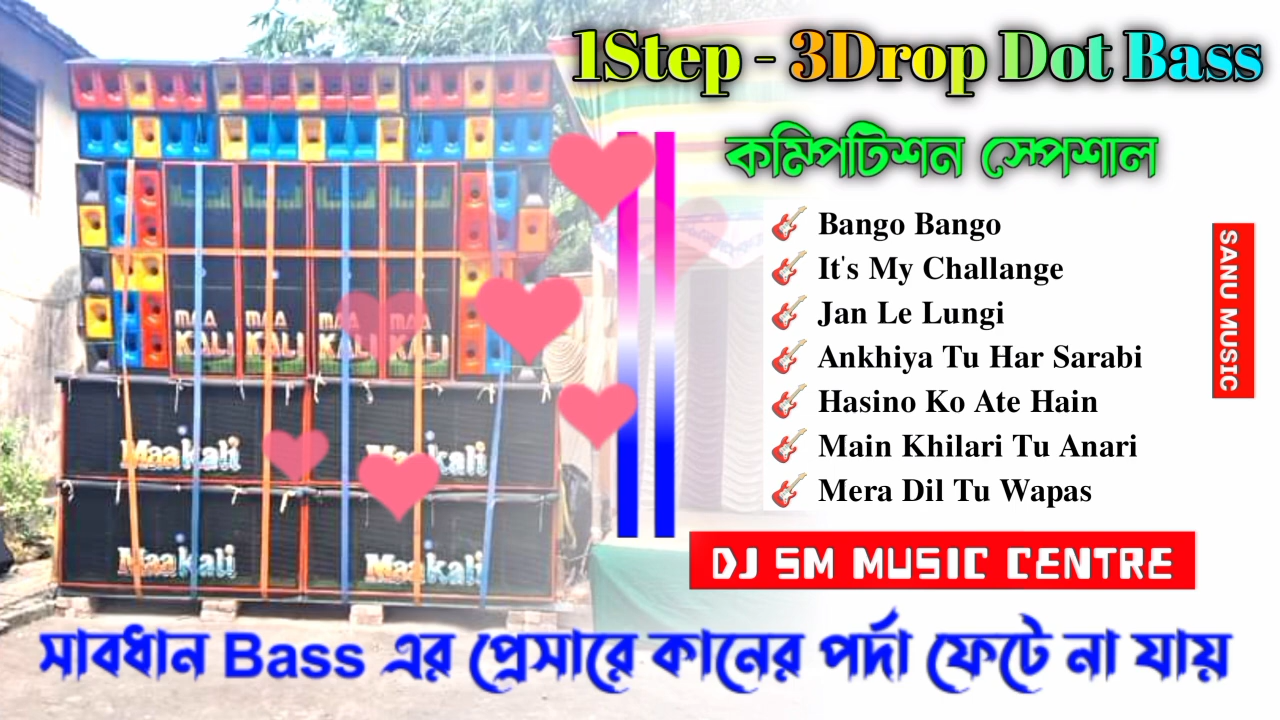 1Step - 3Drop Dot Bass
কম্পিটিশন স্পেশাল
Bango Bango
It's My Challange
Jan Le Lungi
Ankhiya Tu Har Sarabi
Hasino Ko Ate Hain
Main Khilari Tu Anari
Mera Dil Tu Wapas
SANU MUSIC
DJ SM MUSIC CENTRE
MAA KALI MAA KALI MAA KALI MAA KALI
Maakali Maakali
Maakali Maakali
সাবধান Bass এর প্রেসারে কানের পর্দা ফেটে না যায়